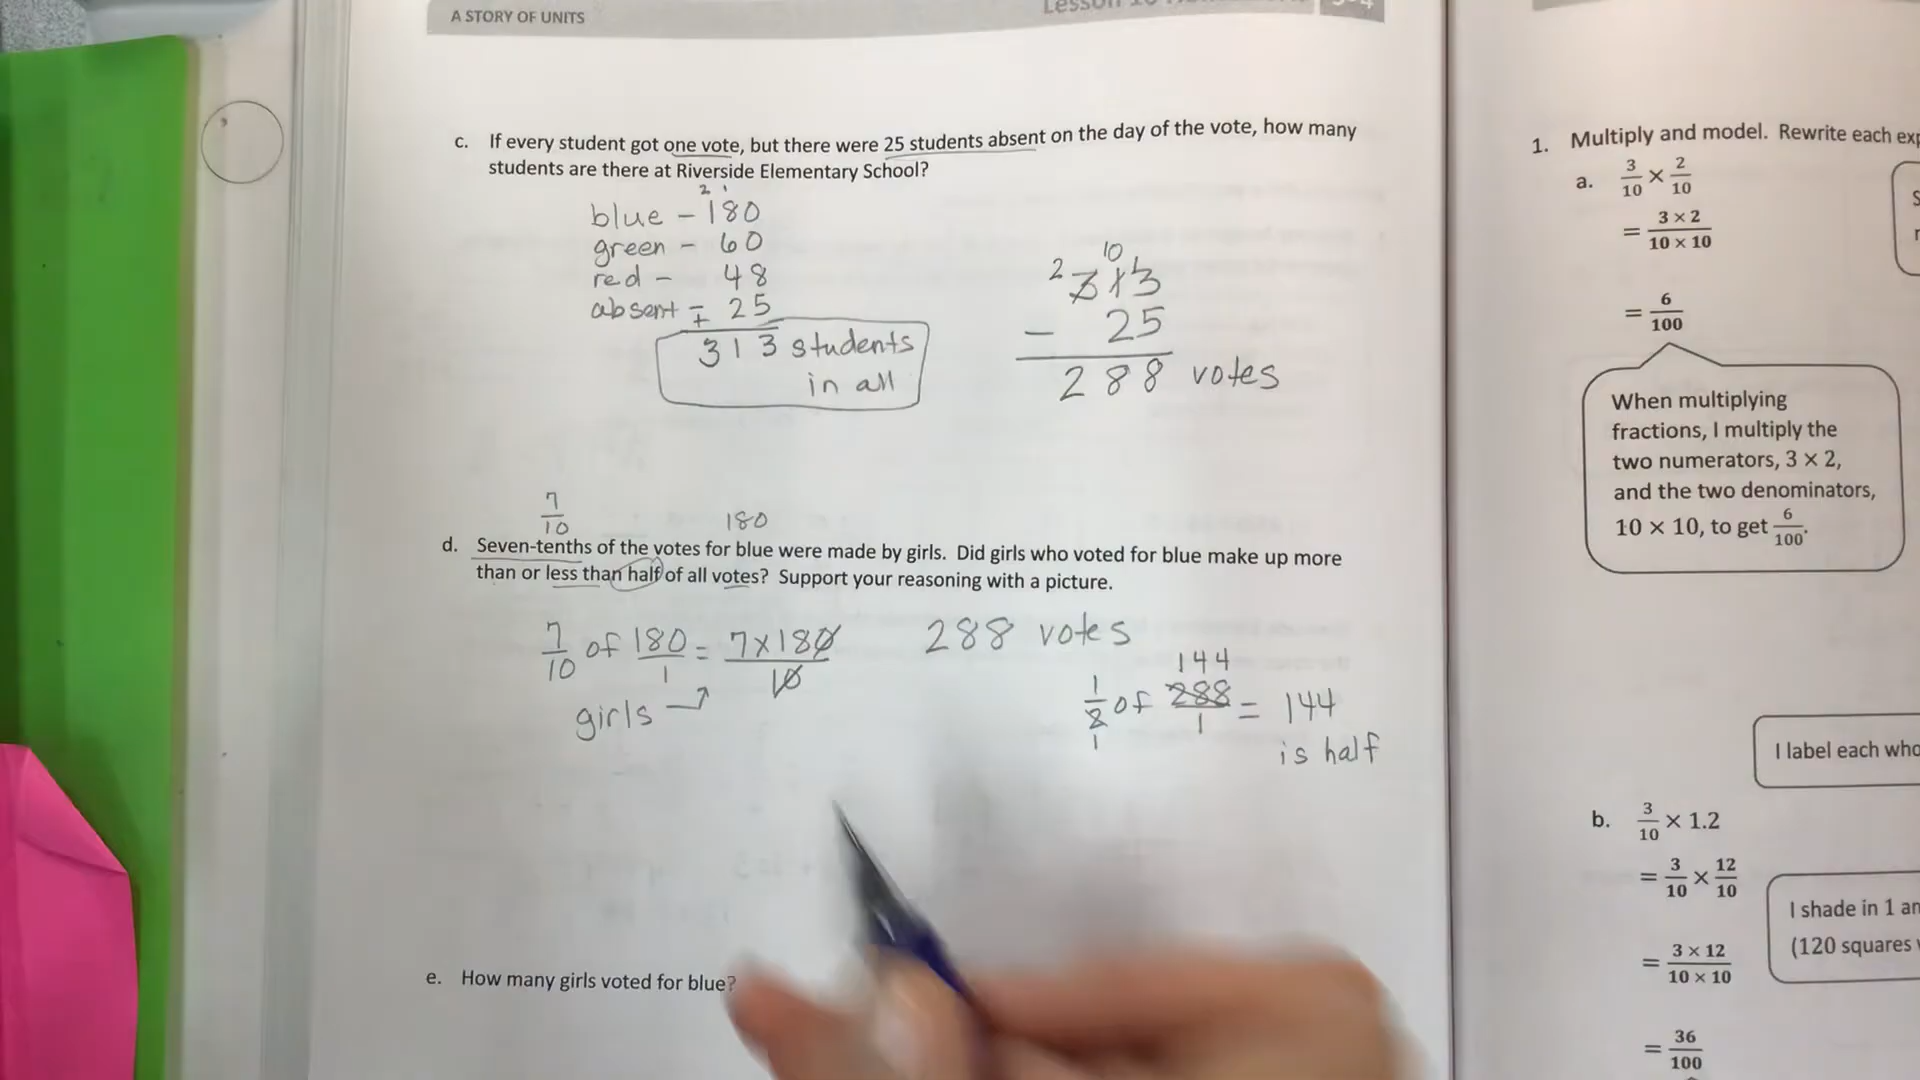 A STORY OF UNITS
c. If every student got one vote, but there were 25 students absent on the day of the vote, how many
students are there at Riverside Elementary School?
2 1
blue - 180
green - 60
red - 48
absent - 25
+
313 students
in all
10
2 313
- 25
288 votes
7/10
180
d. Seven-tenths of the votes for blue were made by girls. Did girls who voted for blue make up more
than or less than half of all votes? Support your reasoning with a picture.
7/10 of 180/1 = 7x180/10
girls
288 votes
144
1/2 of 288/1 = 144
1
is half
e. How many girls voted for blue?
1. Multiply and model. Rewrite each
a. 3/10 × 2/10
= 3 × 2/10 × 10
= 6/100
When multiplying
fractions, I multiply the
two numerators, 3 × 2,
and the two denominators,
10 × 10, to get 6/100.
I label each
b. 3/10 × 1.2
= 3/10 × 12/10
I shade in 1
(120 squares
= 3 × 12/10 × 10
= 36/100